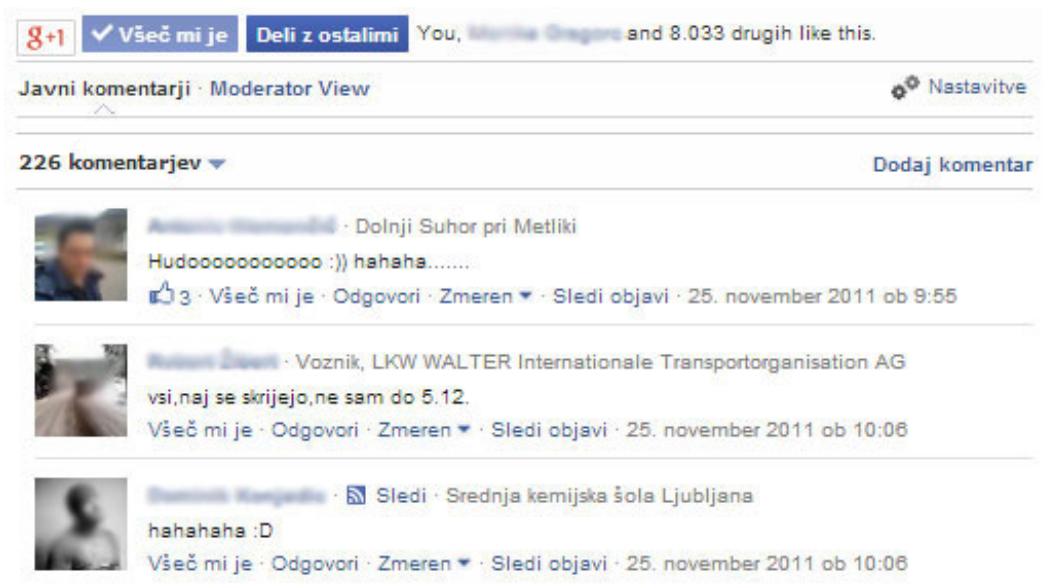 g+1 Všeč mi je Deli z ostalimi You, and 8.033 drugih like this.
Javni komentarji · Moderator View Nastavitve
226 komentarjev Dodaj komentar
· Dolnji Suhor pri Metliki
Hudooooooooooo :)) hahaha.......
3 · Všeč mi je · Odgovori · Zmeren · Sledi objavi · 25. november 2011 ob 9:55
· Voznik, LKW WALTER Internationale Transportorganisation AG
vsi,naj se skrijejo,ne sam do 5.12.
Všeč mi je · Odgovori · Zmeren · Sledi objavi · 25. november 2011 ob 10:06
· Sledi · Srednja kemijska šola Ljubljana
hahahaha :D
Všeč mi je · Odgovori · Zmeren · Sledi objavi · 25. november 2011 ob 10:06